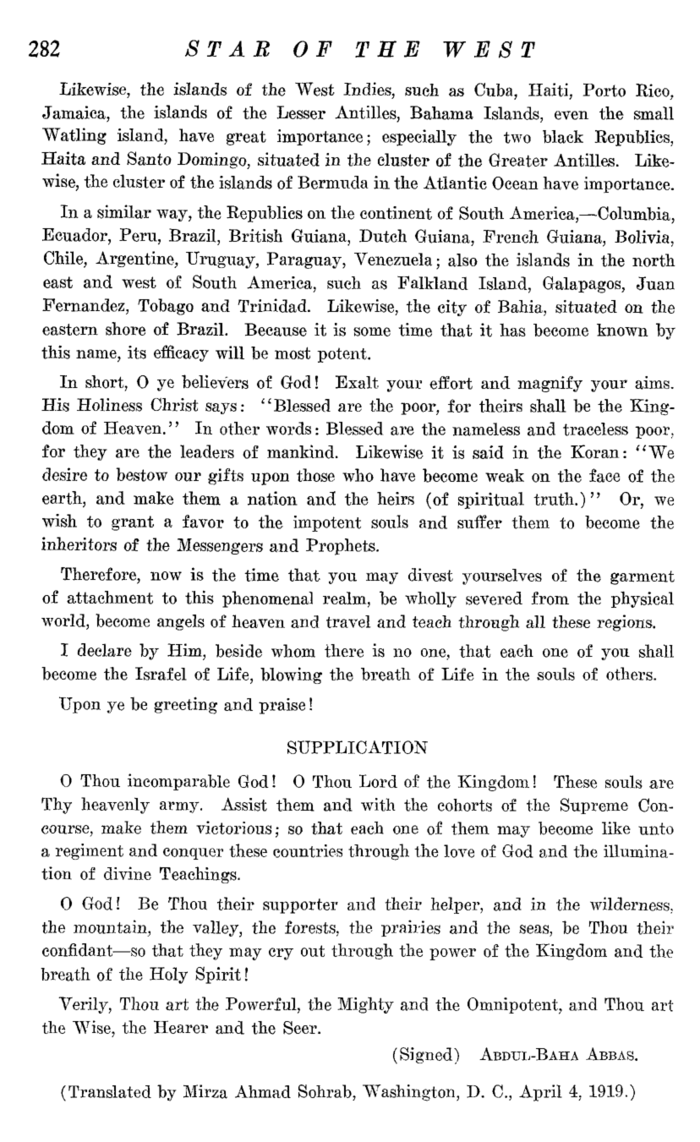 282 STAR OF THE WEST
Likewise, the islands of the West Indies, such as Cuba, Haiti, Porto Rico,
Jamaica, the islands of the Lesser Antilles, Bahama Islands, even the small
Watling island, have great importance; especially the two black Republics,
Haita and Santo Domingo, situated in the cluster of the Greater Antilles. Like-
wise, the cluster of the islands of Bermuda in the Atlantic Ocean have importance.
In a similar way, the Republics on the continent of South America,—Columbia,
Ecuador, Peru, Brazil, British Guiana, Dutch Guiana, French Guiana, Bolivia,
Chile, Argentine, Uruguay, Paraguay, Venezuela; also the islands in the north
east and west of South America, such as Falkland Island, Galapagos, Juan
Fernandez, Tobago and Trinidad. Likewise, the city of Bahia, situated on the
eastern shore of Brazil. Because it is some time that it has become known by
this name, its efficacy will be most potent.
In short, O ye believers of God! Exalt your effort and magnify your aims.
His Holiness Christ says: "Blessed are the poor, for theirs shall be the King-
dom of Heaven." In other words: Blessed are the nameless and traceless poor,
for they are the leaders of mankind. Likewise it is said in the Koran: "We
desire to bestow our gifts upon those who have become weak on the face of the
earth, and make them a nation and the heirs (of spiritual truth.)" Or, we
wish to grant a favor to the impotent souls and suffer them to become the
inheritors of the Messengers and Prophets.
Therefore, now is the time that you may divest yourselves of the garment
of attachment to this phenomenal realm, be wholly severed from the physical
world, become angels of heaven and travel and teach through all these regions.
I declare by Him, beside whom there is no one, that each one of you shall
become the Israfel of Life, blowing the breath of Life in the souls of others.
Upon ye be greeting and praise!
SUPPLICATION
O Thou incomparable God! O Thou Lord of the Kingdom! These souls are
Thy heavenly army. Assist them and with the cohorts of the Supreme Con-
course, make them victorious; so that each one of them may become like unto
a regiment and conquer these countries through the love of God and the illumina-
tion of divine Teachings.
O God! Be Thou their supporter and their helper, and in the wilderness,
the mountain, the valley, the forests, the prairies and the seas, be Thou their
confidant—so that they may cry out through the power of the Kingdom and the
breath of the Holy Spirit!
Verily, Thou art the Powerful, the Mighty and the Omnipotent, and Thou art
the Wise, the Hearer and the Seer.
(Signed) ABDUL-BAHA ABBAS.
(Translated by Mirza Ahmad Sohrab, Washington, D. C., April 4, 1919.)